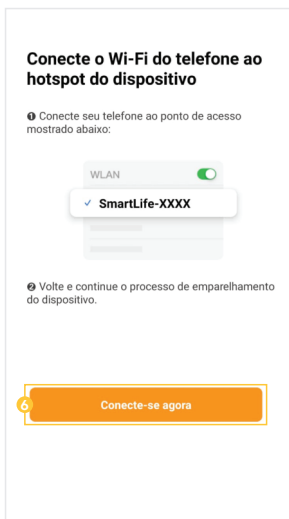 Conecte o Wi-Fi do telefone ao
hotspot do dispositivo
❶ Conecte seu telefone ao ponto de acesso
mostrado abaixo:
WLAN
✓ SmartLife-XXXX
❷ Volte e continue o processo de emparelhamento
do dispositivo.
6 Conecte-se agora